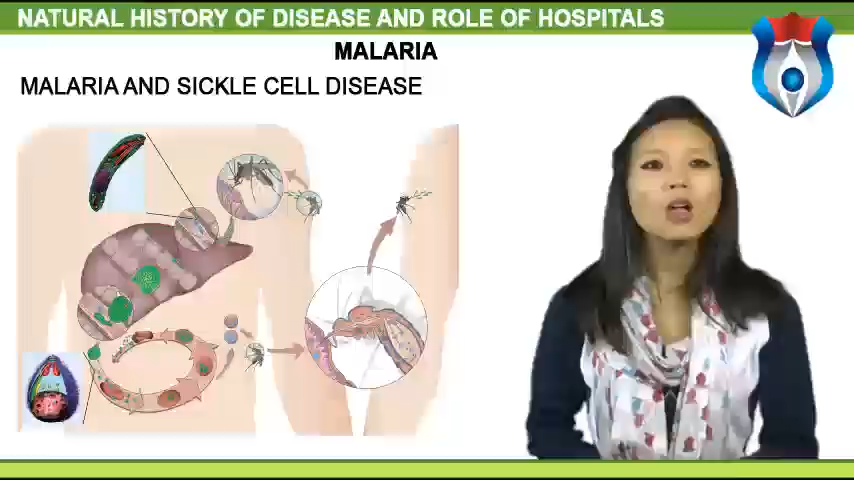 NATURAL HISTORY OF DISEASE AND ROLE OF HOSPITALS
MALARIA
MALARIA AND SICKLE CELL DISEASE